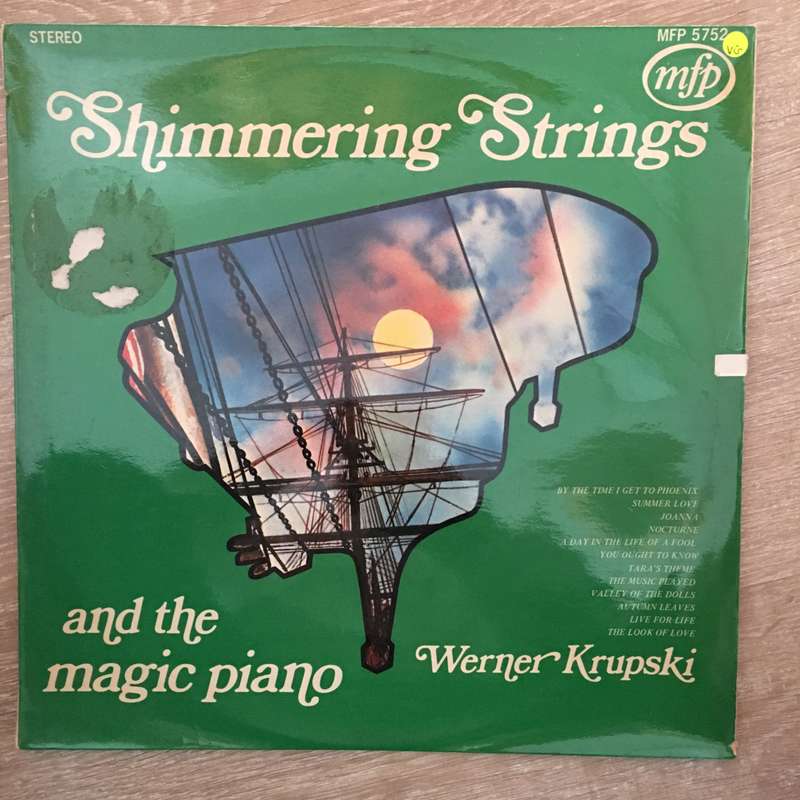 STEREO
MFP 5752
VG
mfp
Shimmering Strings
BY THE TIME I GET TO PHOENIX
SUMMER LOVE
JOANNA
NOCTURNE
A DAY IN THE LIFE OF A FOOL
YOU OUGHT TO KNOW
TARA'S THEME
THE MUSIC PLAYED
VALLEY OF THE DOLLS
AUTUMN LEAVES
LIVE FOR LIFE
THE LOOK OF LOVE
and the
magic piano
Werner Krupski